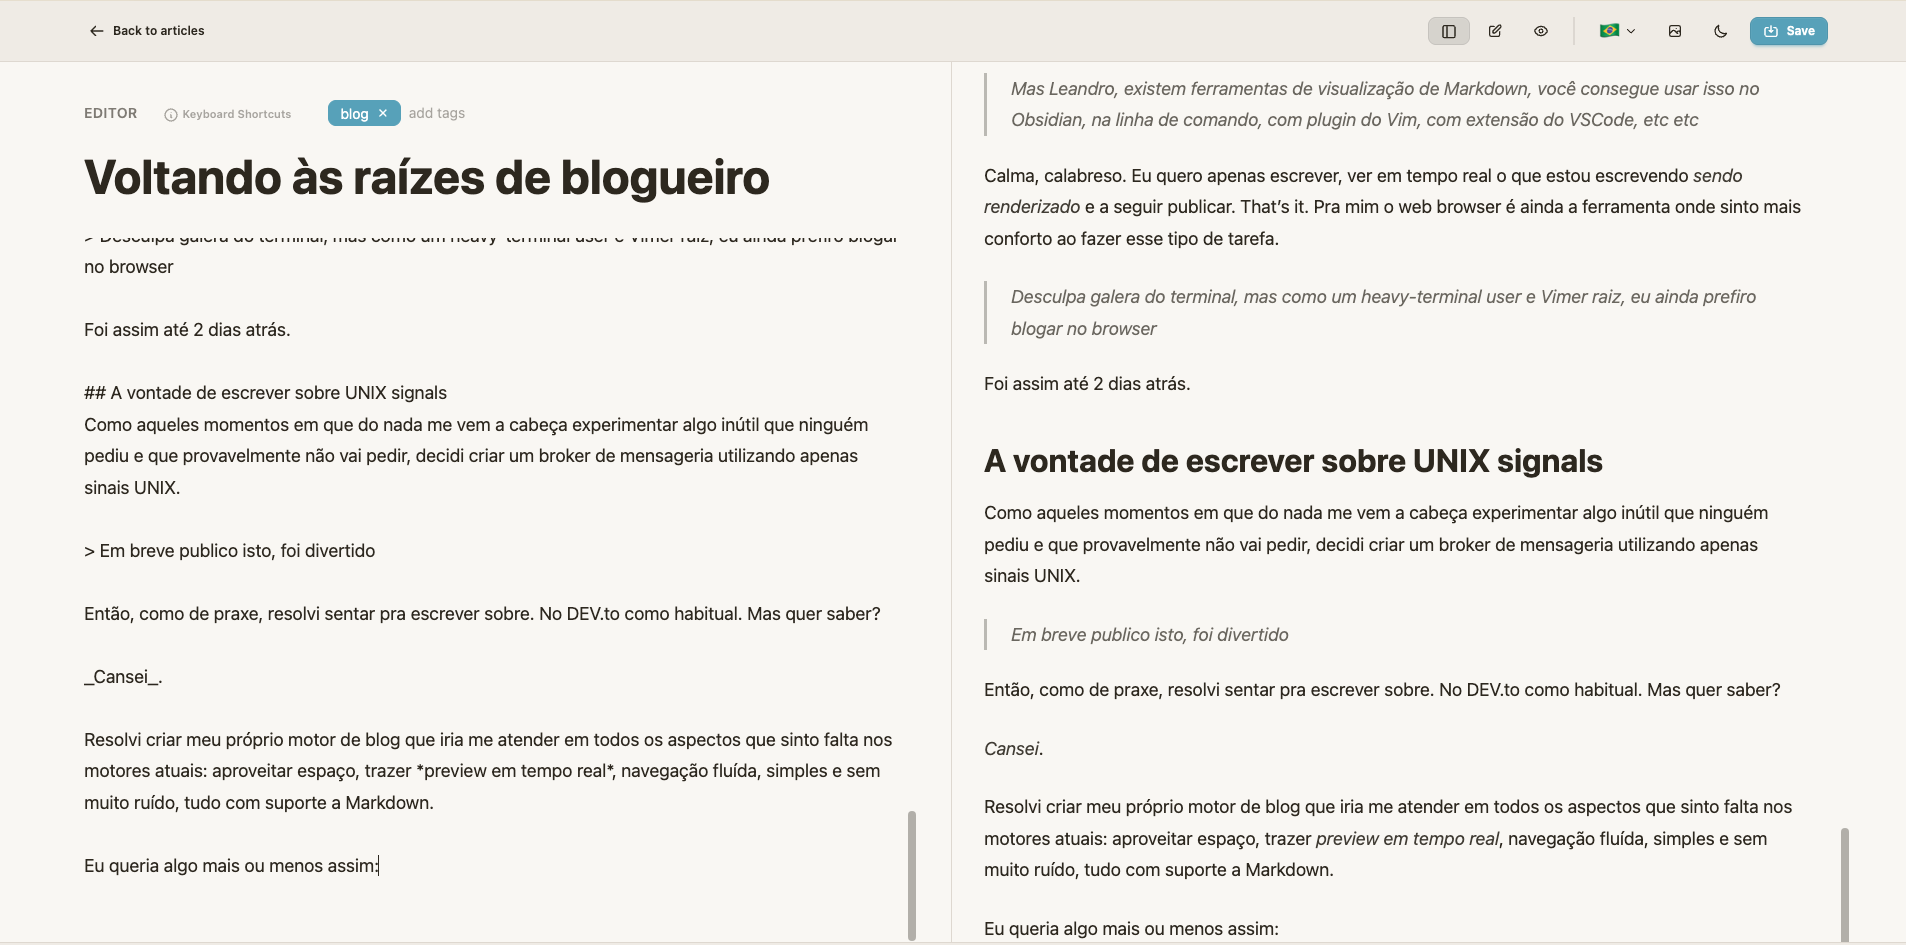 Back to articles
Save
EDITOR
Keyboard Shortcuts
blog ×
add tags
Voltando às raízes de blogueiro
> Desculpa galera do terminal, mas como um heavy-terminal user e Vimer raiz, eu ainda prefiro blogar
no browser
Foi assim até 2 dias atrás.
## A vontade de escrever sobre UNIX signals
Como aqueles momentos em que do nada me vem a cabeça experimentar algo inútil que ninguém
pediu e que provavelmente não vai pedir, decidi criar um broker de mensageria utilizando apenas
sinais UNIX.
> Em breve publico isto, foi divertido
Então, como de praxe, resolvi sentar pra escrever sobre. No DEV.to como habitual. Mas quer saber?
_Cansei_.
Resolvi criar meu próprio motor de blog que iria me atender em todos os aspectos que sinto falta nos
motores atuais: aproveitar espaço, trazer *preview em tempo real*, navegação fluída, simples e sem
muito ruído, tudo com suporte a Markdown.
Eu queria algo mais ou menos assim:
Mas Leandro, existem ferramentas de visualização de Markdown, você consegue usar isso no
Obsidian, na linha de comando, com plugin do Vim, com extensão do VSCode, etc etc
Calma, calabreso. Eu quero apenas escrever, ver em tempo real o que estou escrevendo sendo
renderizado e a seguir publicar. That’s it. Pra mim o web browser é ainda a ferramenta onde sinto mais
conforto ao fazer esse tipo de tarefa.
Desculpa galera do terminal, mas como um heavy-terminal user e Vimer raiz, eu ainda prefiro
blogar no browser
Foi assim até 2 dias atrás.
A vontade de escrever sobre UNIX signals
Como aqueles momentos em que do nada me vem a cabeça experimentar algo inútil que ninguém
pediu e que provavelmente não vai pedir, decidi criar um broker de mensageria utilizando apenas
sinais UNIX.
Em breve publico isto, foi divertido
Então, como de praxe, resolvi sentar pra escrever sobre. No DEV.to como habitual. Mas quer saber?
Cansei.
Resolvi criar meu próprio motor de blog que iria me atender em todos os aspectos que sinto falta nos
motores atuais: aproveitar espaço, trazer preview em tempo real, navegação fluída, simples e sem
muito ruído, tudo com suporte a Markdown.
Eu queria algo mais ou menos assim: